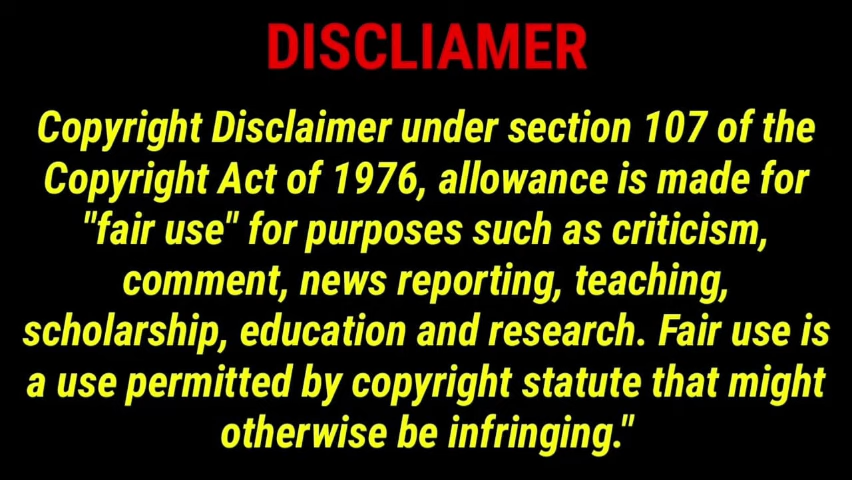 DISCLIAMER
Copyright Disclaimer under section 107 of the
Copyright Act of 1976, allowance is made for
"fair use" for purposes such as criticism,
comment, news reporting, teaching,
scholarship, education and research. Fair use is
a use permitted by copyright statute that might
otherwise be infringing."